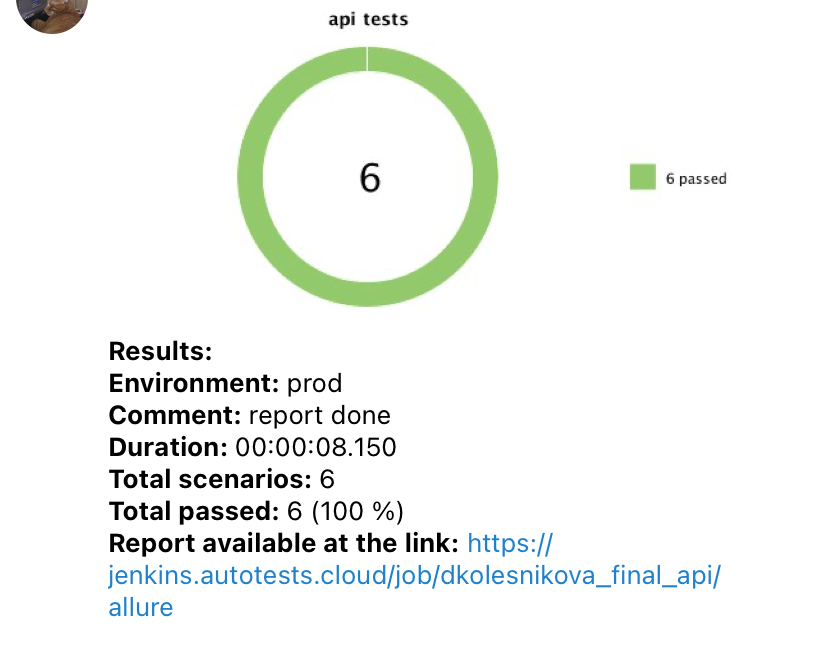 api tests
6
6 passed
Results:
Environment: prod
Comment: report done
Duration: 00:00:08.150
Total scenarios: 6
Total passed: 6 (100 %)
Report available at the link: https://
jenkins.autotests.cloud/job/dkolesnikova_final_api/
allure